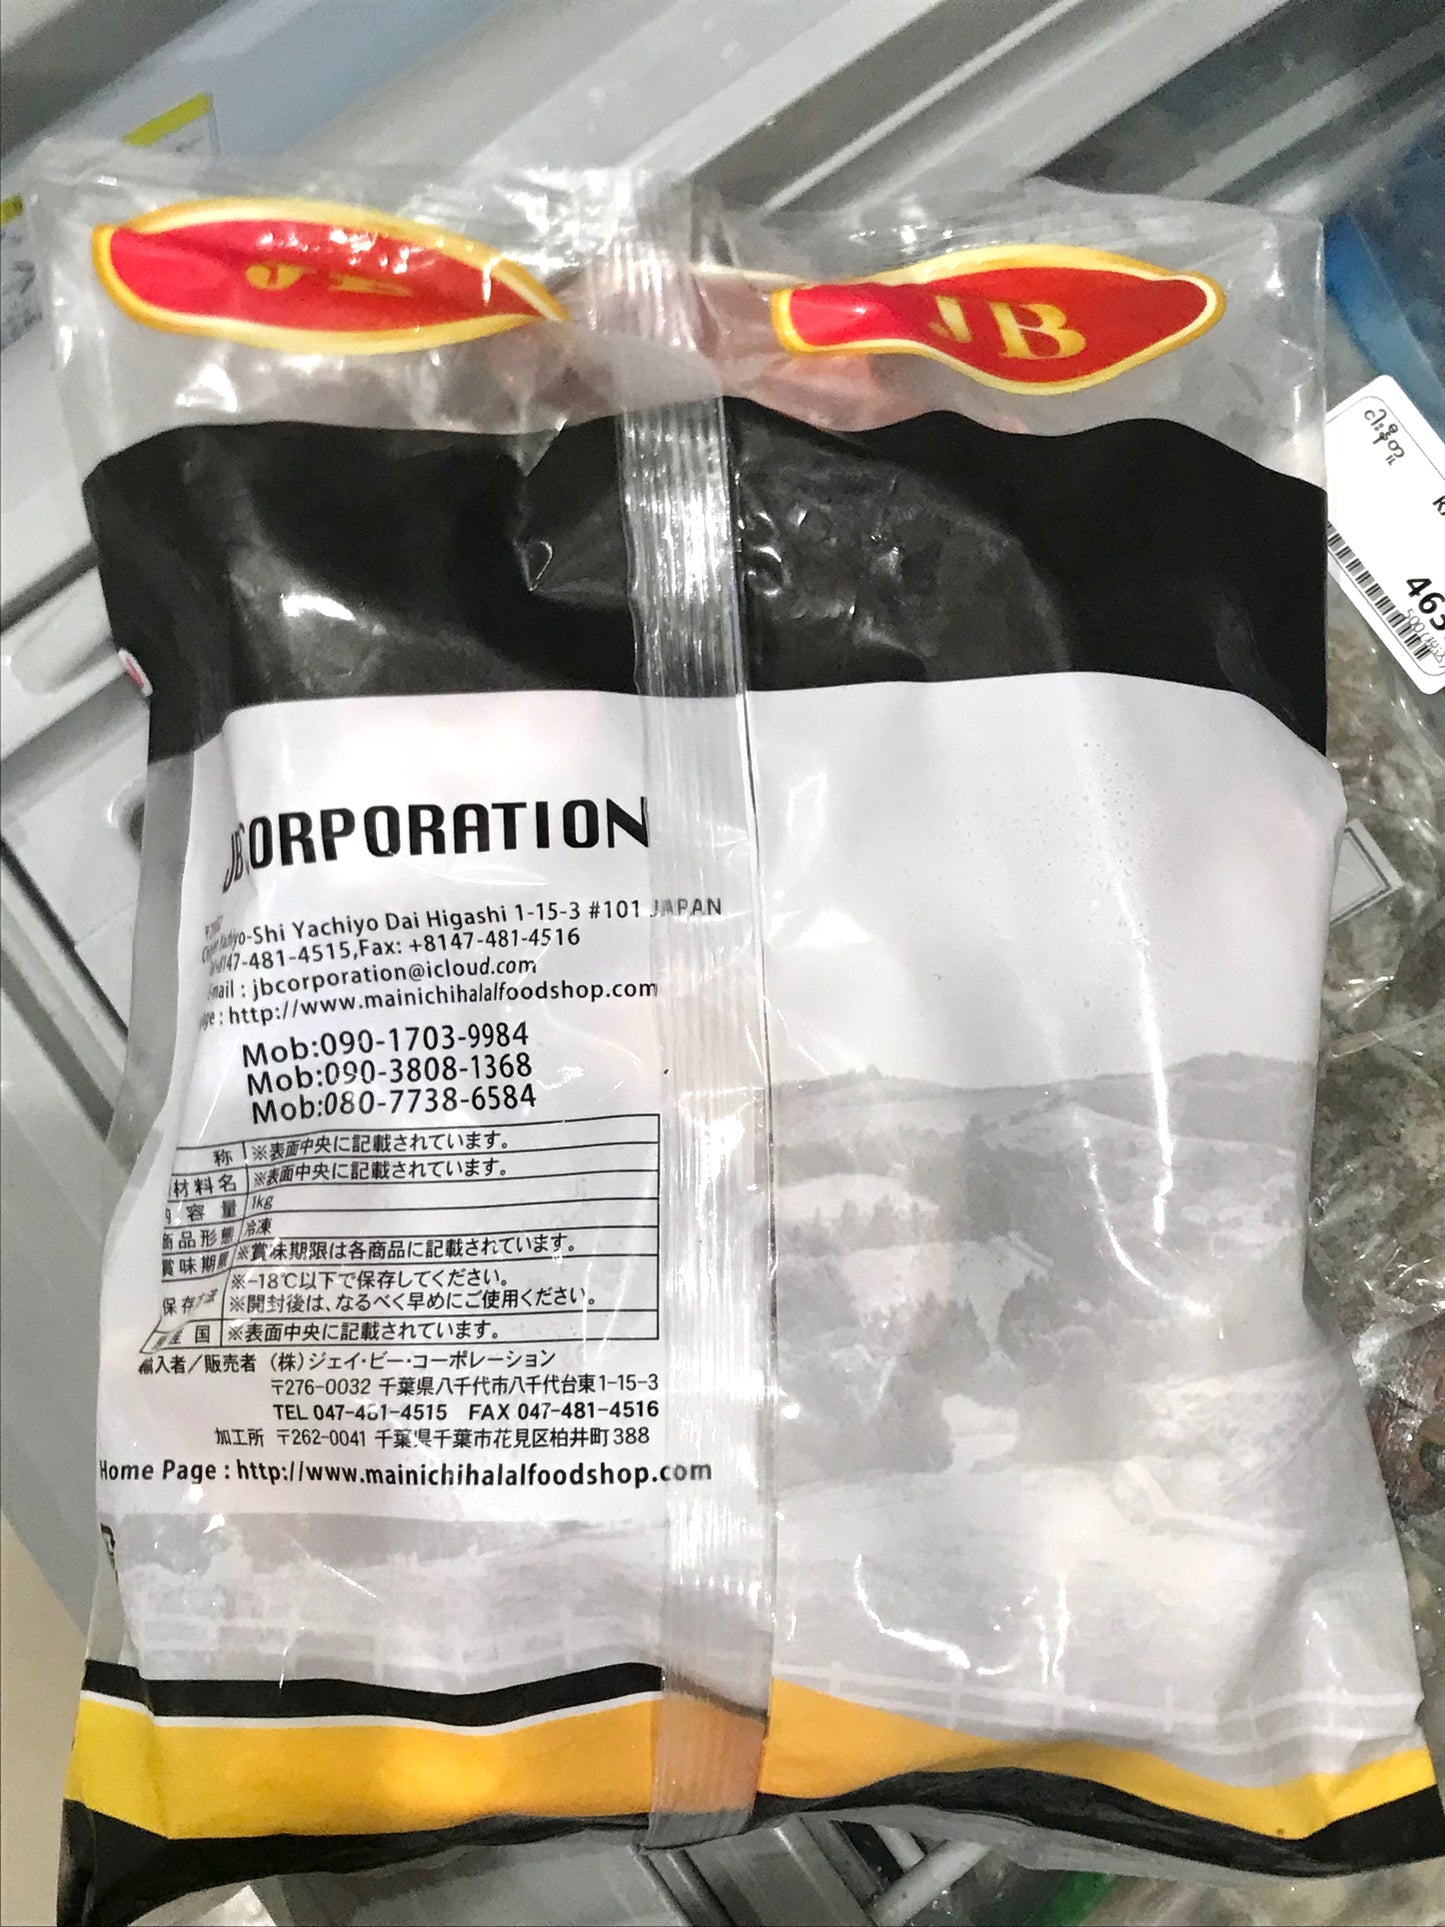 JB
JB
JBCORPORATION
Yachiyo-Shi Yachiyo Dai Higashi 1-15-3 #101 JAPAN
47-481-4515,Fax: +8147-481-4516
mail : jbcorporation@icloud.com
: http://www.mainichihalalfoodshop.com
Mob:090-1703-9984
Mob:090-3808-1368
Mob:080-7738-6584
称 ※表面中央に記載されています。
材料名 ※表面中央に記載されています。
内容量 1kg
商品形態 冷凍
賞味期限 ※賞味期限は各商品に記載されています。
保存方法 ※-18℃以下で保存してください。
※開封後は、なるべく早めにご使用ください。
産国 ※表面中央に記載されています。
輸入者/販売者 (株)ジェイ・ビー・コーポレーション
〒276-0032 千葉県八千代市八千代台東1-15-3
TEL 047-481-4515 FAX 047-481-4516
加工所 〒262-0041 千葉県千葉市花見区柏井町388
Home Page : http://www.mainichihalalfoodshop.com